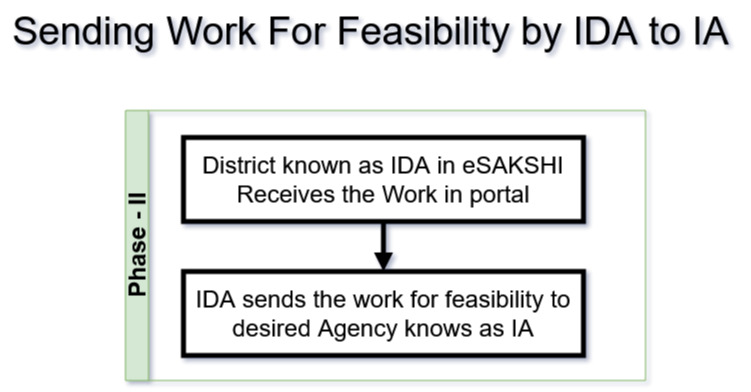 Sending Work For Feasibility by IDA to IA
Phase - II
District known as IDA in eSAKSHI
Receives the Work in portal
IDA sends the work for feasibility to
desired Agency knows as IA